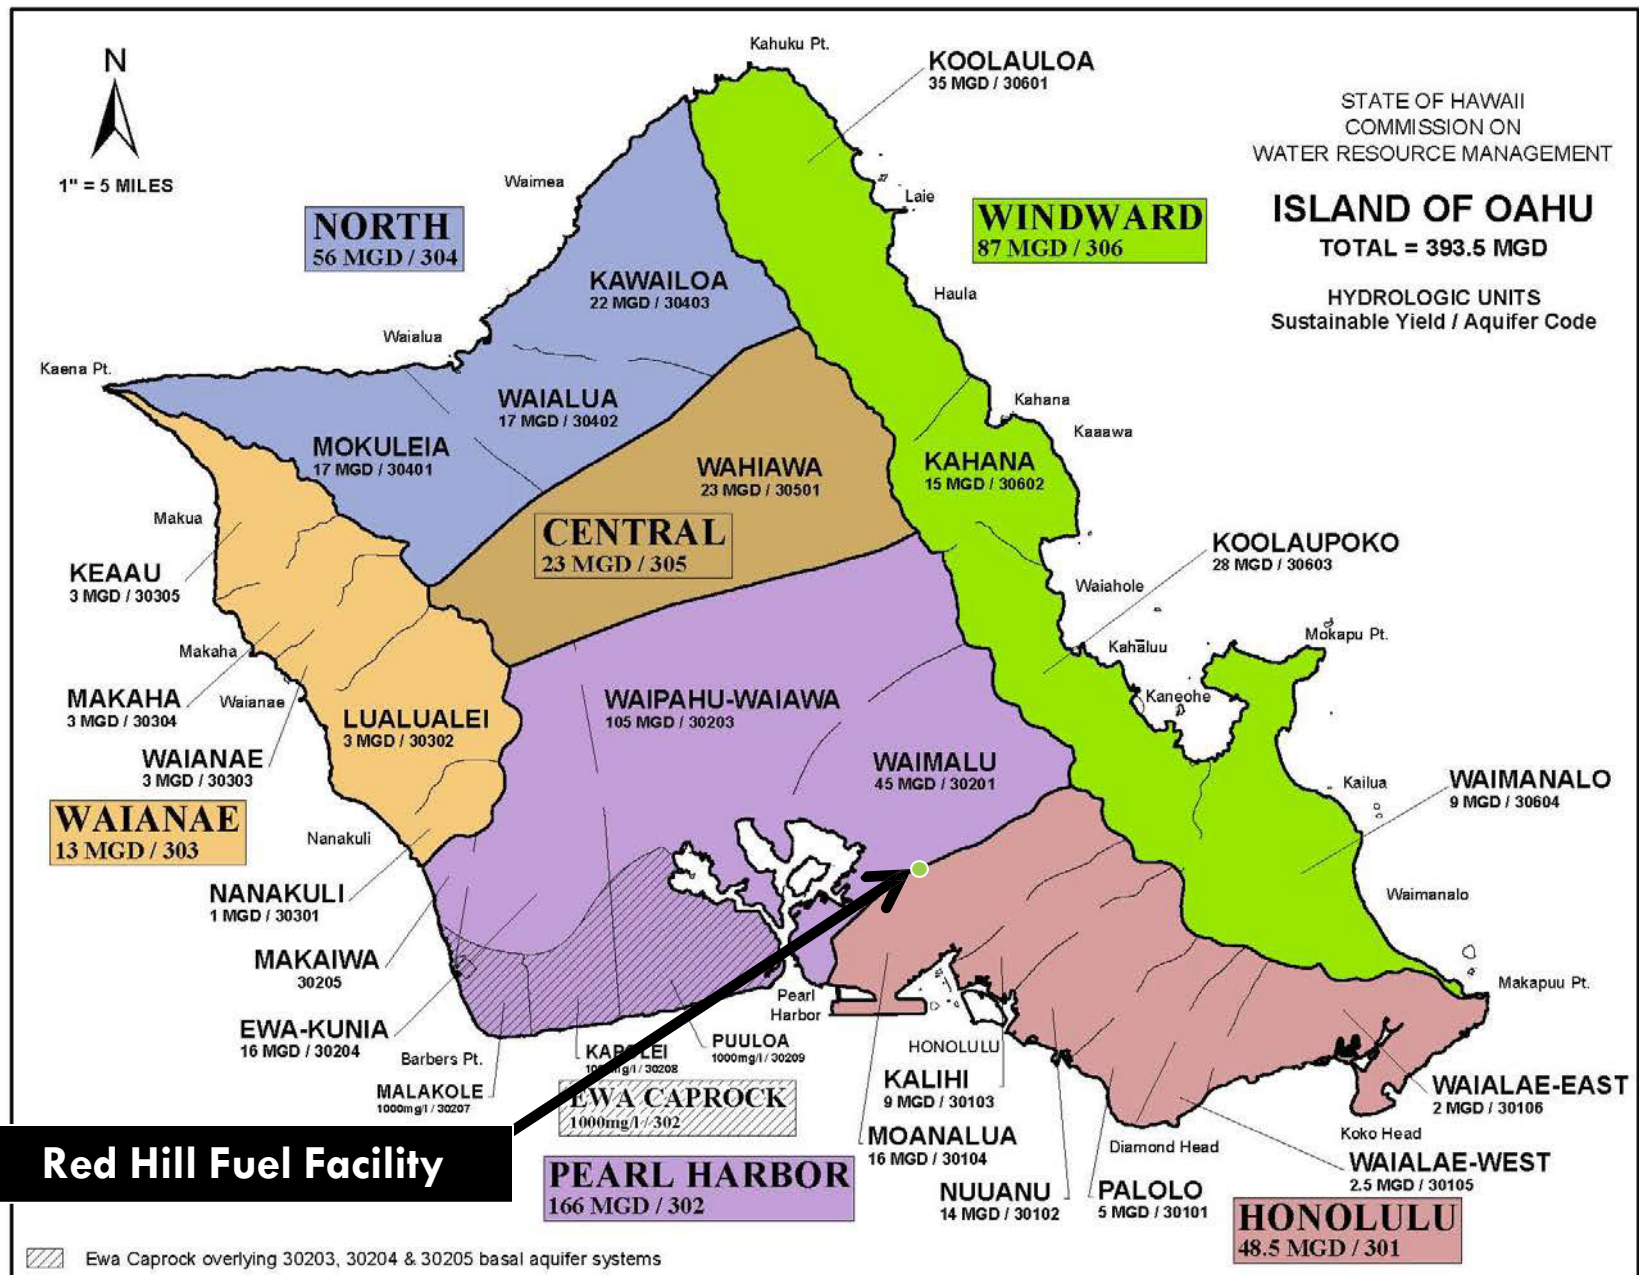 Kahuku Pt.
N
1" = 5 MILES
KOOLAULOA
35 MGD / 30601
STATE OF HAWAII
COMMISSION ON
WATER RESOURCE MANAGEMENT
ISLAND OF OAHU
TOTAL = 393.5 MGD
HYDROLOGIC UNITS
Sustainable Yield / Aquifer Code
Waimea
Laie
NORTH
56 MGD / 304
WINDWARD
87 MGD / 306
KAWAILOA
22 MGD / 30403
Haula
Waialua
Kaena Pt.
WAIALUA
17 MGD / 30402
Kahana
Kaaawa
MOKULEIA
17 MGD / 30401
WAHIAWA
23 MGD / 30501
KAHANA
15 MGD / 30602
Makua
CENTRAL
23 MGD / 305
KOOLAUPOKO
28 MGD / 30603
KEAAU
3 MGD / 30305
Waiahole
Makaha
Kahāluu
Mokapu Pt.
MAKAHA
3 MGD / 30304
Waianae
LUALUALEI
3 MGD / 30302
WAIPAHU-WAIAWA
105 MGD / 30203
Kaneohe
WAIANAE
3 MGD / 30303
WAIMALU
45 MGD / 30201
Kailua
WAIMANALO
9 MGD / 30604
WAIANAE
13 MGD / 303
Nanakuli
NANAKULI
1 MGD / 30301
Waimanalo
MAKAIWA
30205
Makapuu Pt.
Pearl
Harbor
EWA-KUNIA
16 MGD / 30204
Barbers Pt.
MALAKOLE
1000mg/l / 30207
KAPOLEI
1000mg/l / 30208
PUULOA
1000mg/l / 30209
HONOLULU
KALIHI
9 MGD / 30103
EWA CAPROCK
1000mg/l / 302
WAIALAE-EAST
2 MGD / 30106
MOANALUA
16 MGD / 30104
Diamond Head
Koko Head
Red Hill Fuel Facility
PEARL HARBOR
166 MGD / 302
NUUANU
14 MGD / 30102
PALOLO
5 MGD / 30101
WAIALAE-WEST
2.5 MGD / 30105
HONOLULU
48.5 MGD / 301
Ewa Caprock overlying 30203, 30204 & 30205 basal aquifer systems